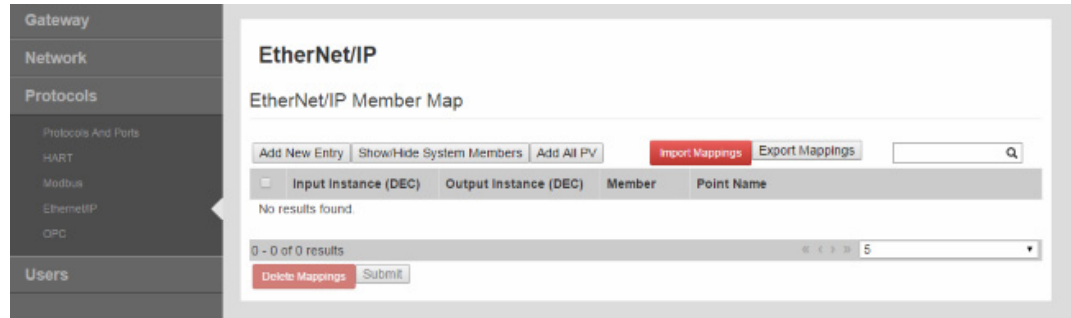 Gateway
Network
Protocols
Protocols And Ports
HART
Modbus
Ethernet/IP
OPC
Users
EtherNet/IP
EtherNet/IP Member Map
Add New Entry Show/Hide System Members Add All PV Import Mappings Export Mappings
Input Instance (DEC) Output Instance (DEC) Member Point Name
No results found.
0 - 0 of 0 results « ‹ › » 5
Delete Mappings Submit